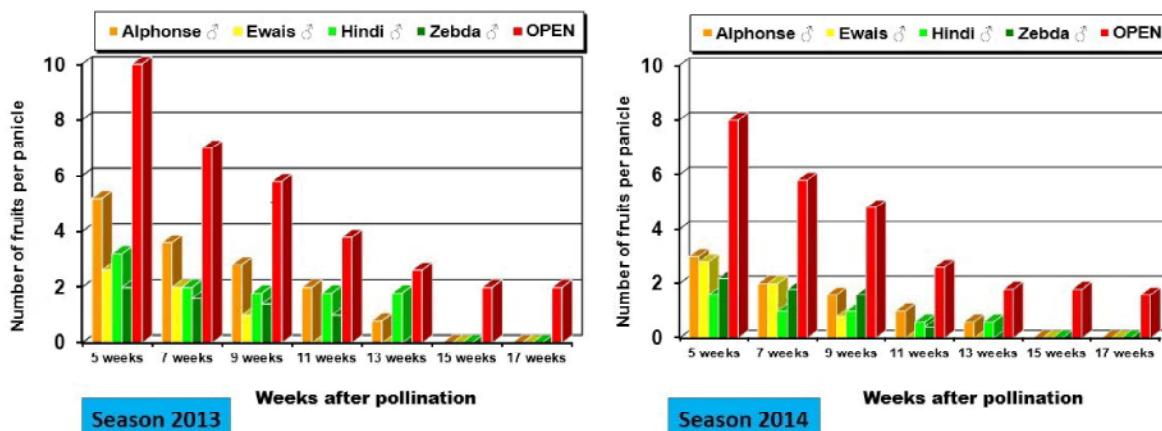 Alphonse ♂ Ewais ♂ Hindi ♂ Zebda ♂ OPEN
Number of fruits per panicle
10
8
6
4
2
0
5 weeks 7 weeks 9 weeks 11 weeks 13 weeks 15 weeks 17 weeks
Weeks after pollination
Season 2013
Alphonse ♂ Ewais ♂ Hindi ♂ Zebda ♂ OPEN
Number of fruits per panicle
10
8
6
4
2
0
5 weeks 7 weeks 9 weeks 11 weeks 13 weeks 15 weeks 17 weeks
Weeks after pollination
Season 2014